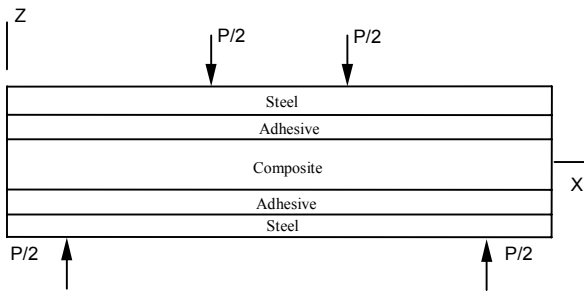 Z
P/2
P/2
Steel
Adhesive
Composite
X
Adhesive
Steel
P/2
P/2